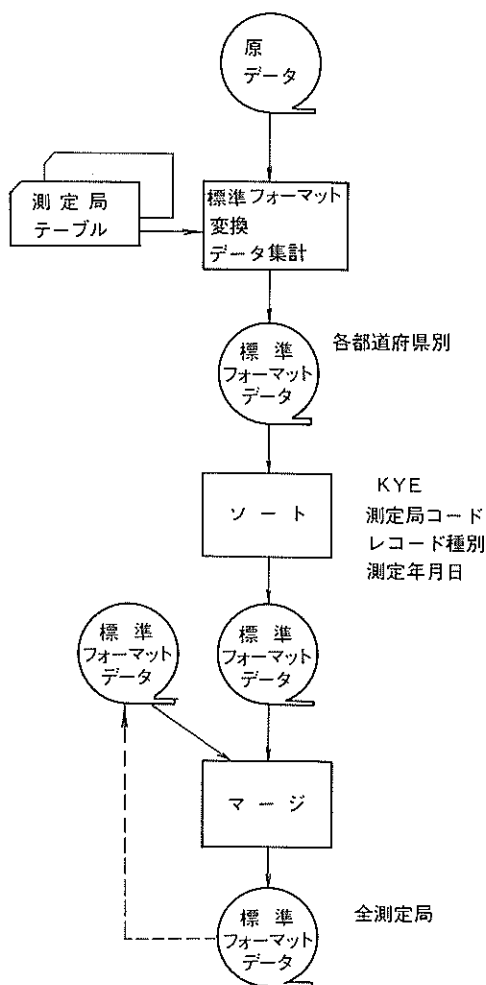 原
データ
測定局
テーブル
標準フォーマット
変換
データ集計
標準
フォーマット
データ
各都道府県別
ソート
KYE
測定局コード
レコード種別
測定年月日
標準
フォーマット
データ
標準
フォーマット
データ
マージ
標準
フォーマット
データ
全測定局